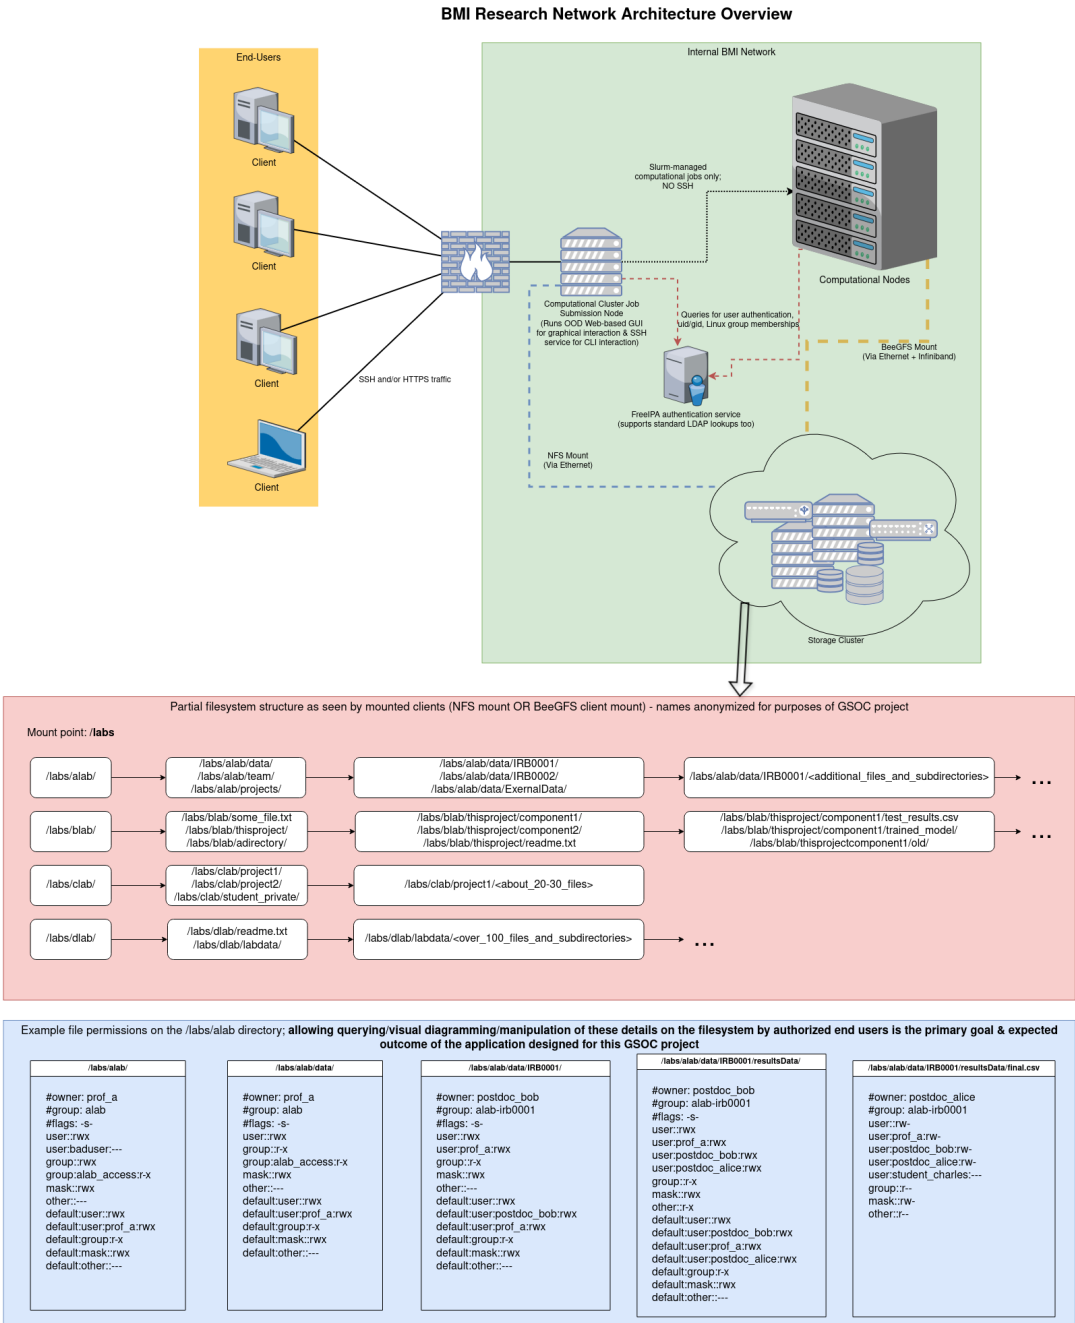 BMI Research Network Architecture Overview
End-Users
Client
Client
Client
Client
SSH and/or HTTPS traffic
Internal BMI Network
Slurm-managed
computational jobs only;
NO SSH
Computational Nodes
Computational Cluster Job
Submission Node
(Runs OOD Web-based GUI
for graphical interaction & SSH
service for CLI interaction)
Queries for user authentication,
uid/gid, Linux group memberships
BeeGFS Mount
(Via Ethernet + Infiniband)
FreeIPA authentication service
(supports standard LDAP lookups too)
NFS Mount
(Via Ethernet)
Storage Cluster
Partial filesystem structure as seen by mounted clients (NFS mount OR BeeGFS client mount) - names anonymized for purposes of GSOC project
Mount point: /labs
/labs/alab/
/labs/alab/data/
/labs/alab/team/
/labs/alab/projects/
/labs/alab/data/IRB0001/
/labs/alab/data/IRB0002/
/labs/alab/data/ExernalData/
/labs/alab/data/IRB0001/<additional_files_and_subdirectories>
...
/labs/blab/
/labs/blab/some_file.txt
/labs/blab/thisproject/
/labs/blab/adirectory/
/labs/blab/thisproject/component1/
/labs/blab/thisproject/component2/
/labs/blab/thisproject/readme.txt
/labs/blab/thisproject/component1/test_results.csv
/labs/blab/thisproject/component1/trained_model/
/labs/blab/thisprojectcomponent1/old/
...
/labs/clab/
/labs/clab/project1/
/labs/clab/project2/
/labs/clab/student_private/
/labs/clab/project1/<about_20-30_files>
/labs/dlab/
/labs/dlab/readme.txt
/labs/dlab/labdata/
/labs/dlab/labdata/<over_100_files_and_subdirectories>
...
Example file permissions on the /labs/alab directory; allowing querying/visual diagramming/manipulation of these details on the filesystem by authorized end users is the primary goal & expected
outcome of the application designed for this GSOC project
/labs/alab/
#owner: prof_a
#group: alab
#flags: -s-
user::rwx
user:baduser:---
group::rwx
group:alab_access:r-x
mask::rwx
other::---
default:user::rwx
default:user:prof_a:rwx
default:group:r-x
default:mask::rwx
default:other::---
/labs/alab/data/
#owner: prof_a
#group: alab
#flags: -s-
user::rwx
group::r-x
group:alab_access:r-x
mask::rwx
other::---
default:user::rwx
default:user:prof_a:rwx
default:group:r-x
default:mask::rwx
default:other::---
/labs/alab/data/IRB0001/
#owner: postdoc_bob
#group: alab-irb0001
#flags: -s-
user::rwx
user:prof_a:rwx
group::r-x
mask::rwx
other::---
default:user::rwx
default:user:postdoc_bob:rwx
default:user:prof_a:rwx
default:group:r-x
default:mask::rwx
default:other::---
/labs/alab/data/IRB0001/resultsData/
#owner: postdoc_bob
#group: alab-irb0001
#flags: -s-
user::rwx
user:prof_a:rwx
user:postdoc_bob:rwx
user:postdoc_alice:rwx
group::r-x
mask::rwx
other::r-x
default:user::rwx
default:user:postdoc_bob:rwx
default:user:prof_a:rwx
default:user:postdoc_alice:rwx
default:group:r-x
default:mask::rwx
default:other::---
/labs/alab/data/IRB0001/resultsData/final.csv
#owner: postdoc_alice
#group: alab-irb0001
user::rw-
user:prof_a:rw-
user:postdoc_bob:rw-
user:postdoc_alice:rw-
user:student_charles:---
group::r--
mask::rw-
other::r--